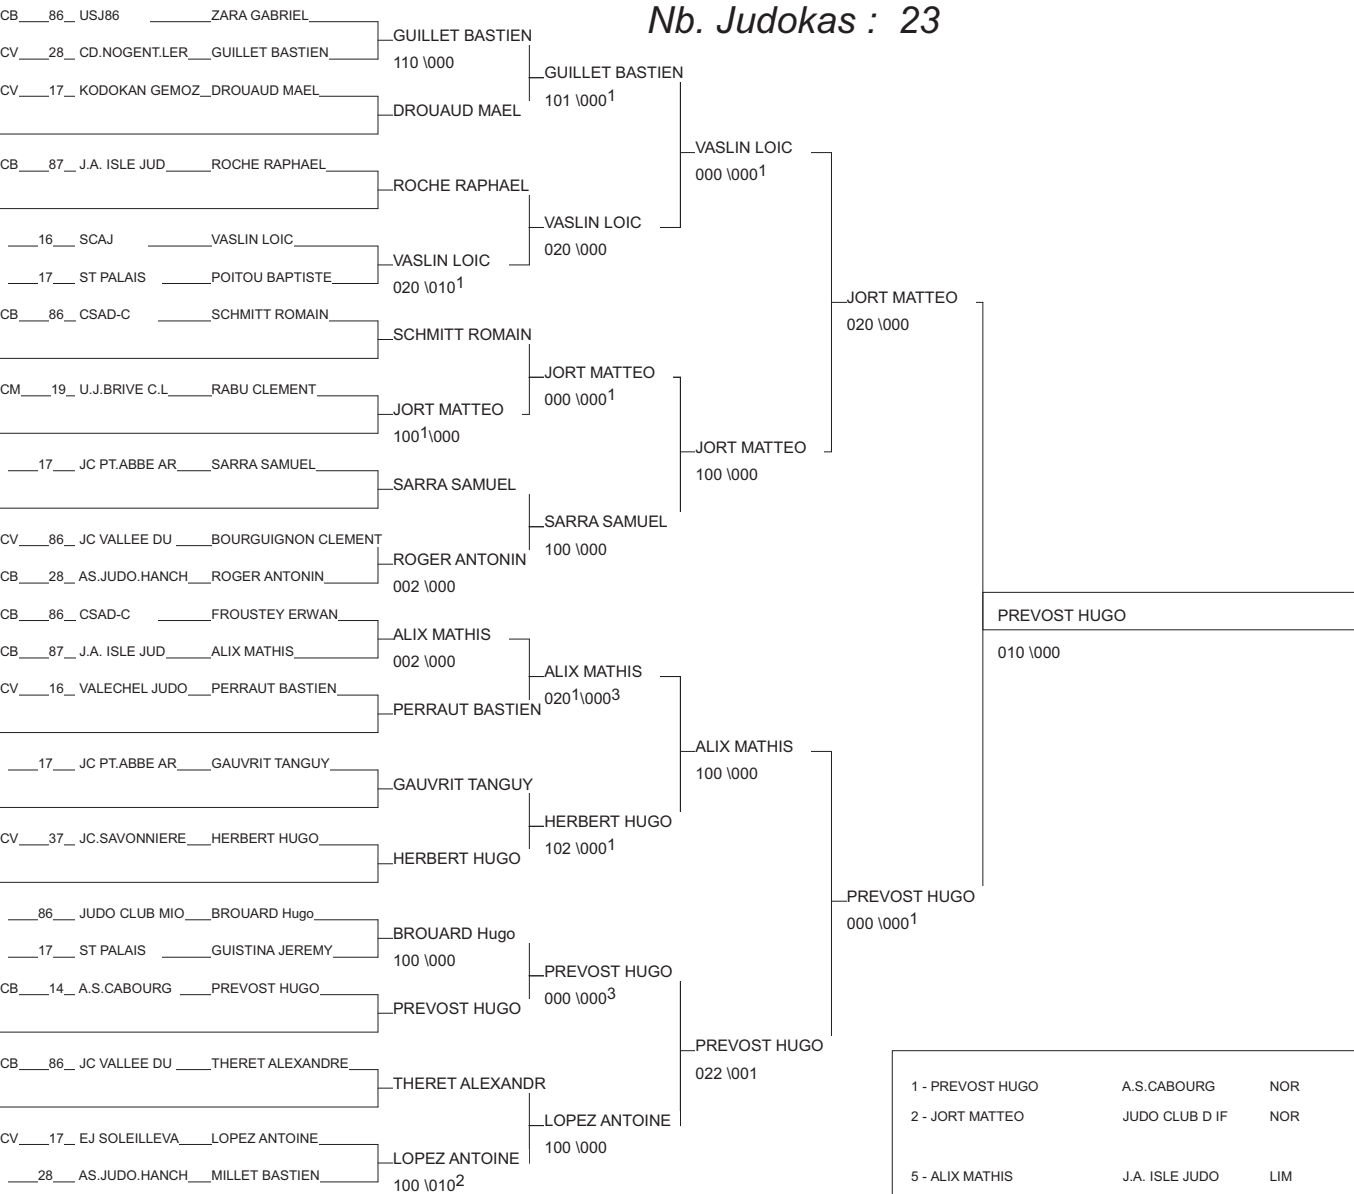 Nb. Judokas : 23
CB 86 USJ86 ZARA GABRIEL
CV 28 CD.NOGENT.LER GUILLET BASTIEN
CV 17 KODOKAN GEMOZ DROUAUD MAEL
CB 87 J.A. ISLE JUD ROCHE RAPHAEL
16 SCAJ VASLIN LOIC
17 ST PALAIS POITOU BAPTISTE
CB 86 CSAD-C SCHMITT ROMAIN
CM 19 U.J.BRIVE C.L RABU CLEMENT
17 JC PT.ABBE AR SARRA SAMUEL
CV 86 JC VALLEE DU BOURGUIGNON CLEMENT
CB 28 AS.JUDO.HANCH ROGER ANTONIN
CB 86 CSAD-C FROUSTEY ERWAN
CB 87 J.A. ISLE JUD ALIX MATHIS
CV 16 VALECHEL JUDO PERRAUT BASTIEN
17 JC PT.ABBE AR GAUVRIT TANGUY
CV 37 JC.SAVONNIERE HERBERT HUGO
86 JUDO CLUB MIO BROUARD Hugo
17 ST PALAIS GUISTINA JEREMY
CB 14 A.S.CABOURG PREVOST HUGO
CB 86 JC VALLEE DU THERET ALEXANDRE
CV 17 EJ SOLEILLEVA LOPEZ ANTOINE
28 AS.JUDO.HANCH MILLET BASTIEN
GUILLET BASTIEN
110 \000
DROUAUD MAEL
ROCHE RAPHAEL
VASLIN LOIC
020 \010¹
SCHMITT ROMAIN
JORT MATTEO
100¹\000
SARRA SAMUEL
ROGER ANTONIN
002 \000
ALIX MATHIS
002 \000
PERRAUT BASTIEN
GAUVRIT TANGUY
HERBERT HUGO
BROUARD Hugo
100 \000
PREVOST HUGO
THERET ALEXANDR
LOPEZ ANTOINE
100 \010²
GUILLET BASTIEN
101 \000¹
VASLIN LOIC
020 \000
JORT MATTEO
000 \000¹
SARRA SAMUEL
100 \000
ALIX MATHIS
020¹\000³
HERBERT HUGO
102 \000¹
PREVOST HUGO
000 \000³
LOPEZ ANTOINE
100 \000
VASLIN LOIC
000 \000¹
JORT MATTEO
100 \000
ALIX MATHIS
100 \000
PREVOST HUGO
022 \001
JORT MATTEO
020 \000
PREVOST HUGO
000 \000¹
PREVOST HUGO
010 \000
1 - PREVOST HUGO A.S.CABOURG NOR
2 - JORT MATTEO JUDO CLUB D IF NOR
5 - ALIX MATHIS J.A. ISLE JUDO LIM